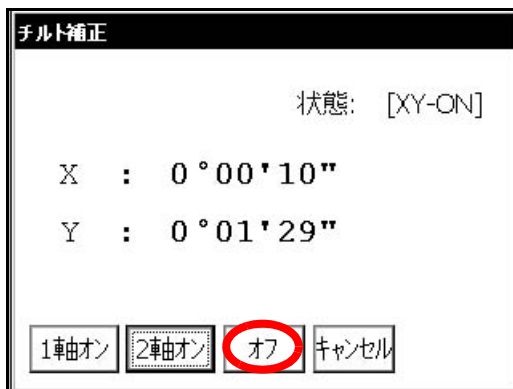 チルト補正
状態: [XY-ON]
X : 0°00'10"
Y : 0°01'29"
1軸オン 2軸オン オフ キャンセル